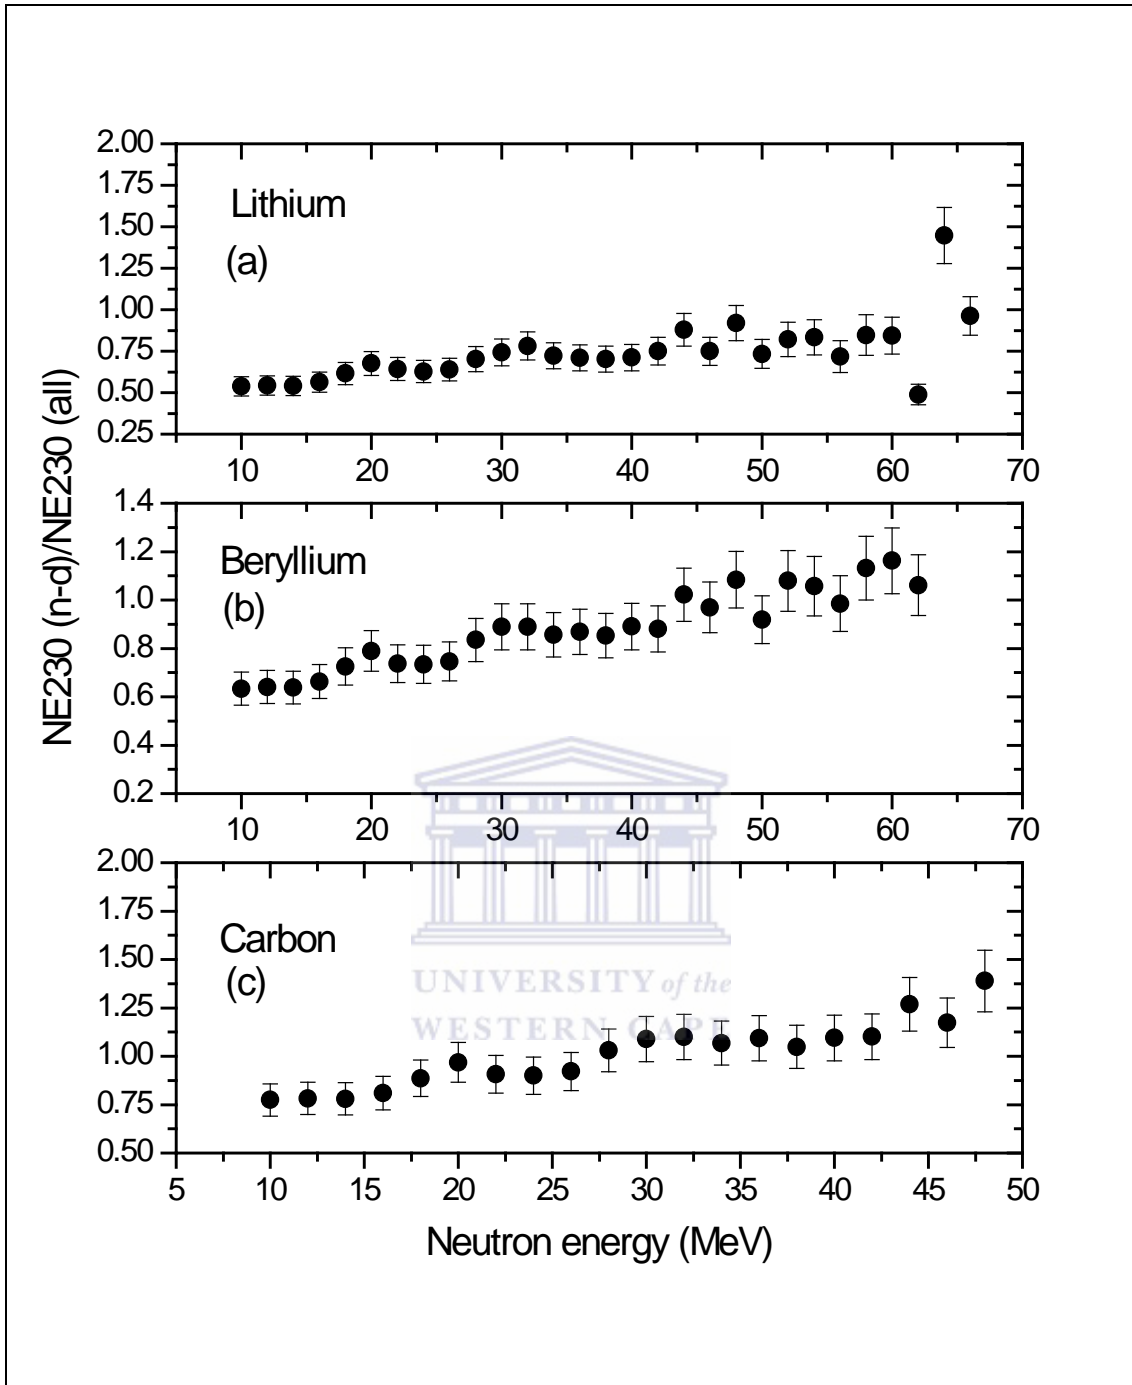 NE230 (n-d)/NE230 (all)
2.00
1.75
1.50
1.25
1.00
0.75
0.50
0.25
Lithium
(a)
10 20 30 40 50 60 70
1.4
1.2
1.0
0.8
0.6
0.4
0.2
Beryllium
(b)
10 20 30 40 50 60 70
2.00
1.75
1.50
1.25
1.00
0.75
0.50
Carbon
(c)
UNIVERSITY of the
WESTERN CAPE
5 10 15 20 25 30 35 40 45 50
Neutron energy (MeV)